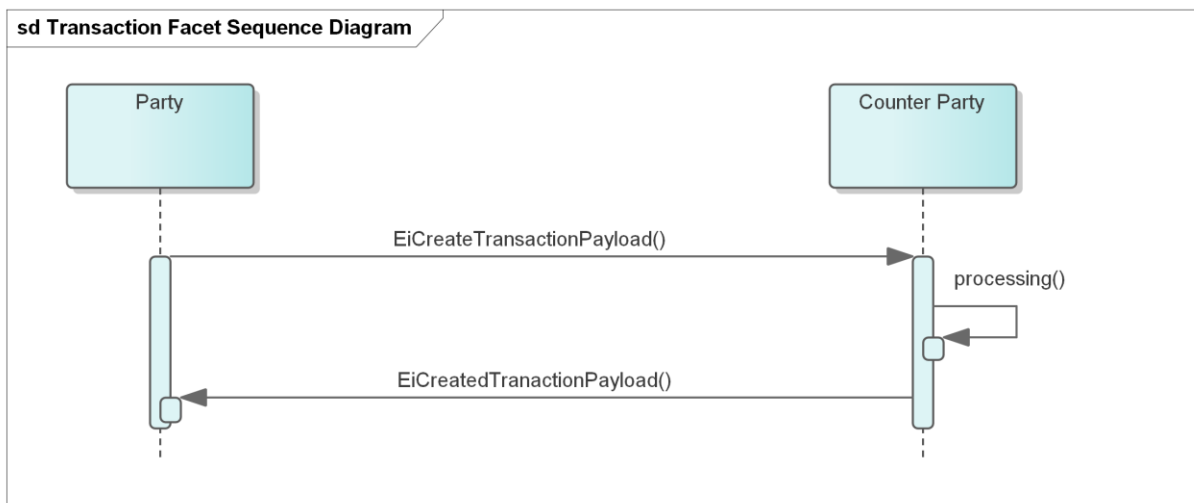 sd Transaction Facet Sequence Diagram
Party
Counter Party
EiCreateTransactionPayload()
processing()
EiCreatedTranactionPayload()